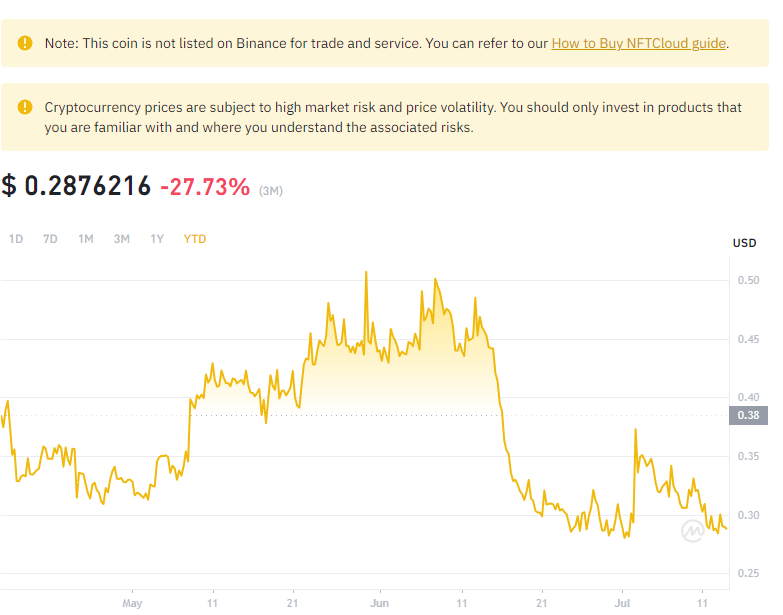 Note: This coin is not listed on Binance for trade and service. You can refer to our How to Buy NFTCloud guide.
Cryptocurrency prices are subject to high market risk and price volatility. You should only invest in products that
you are familiar with and where you understand the associated risks.
$ 0.2876216 -27.73% (3M)
1D 7D 1M 3M 1Y YTD
USD
0.50
0.45
0.40
0.38
0.35
0.30
0.25
May 11 21 Jun 11 21 Jul 11